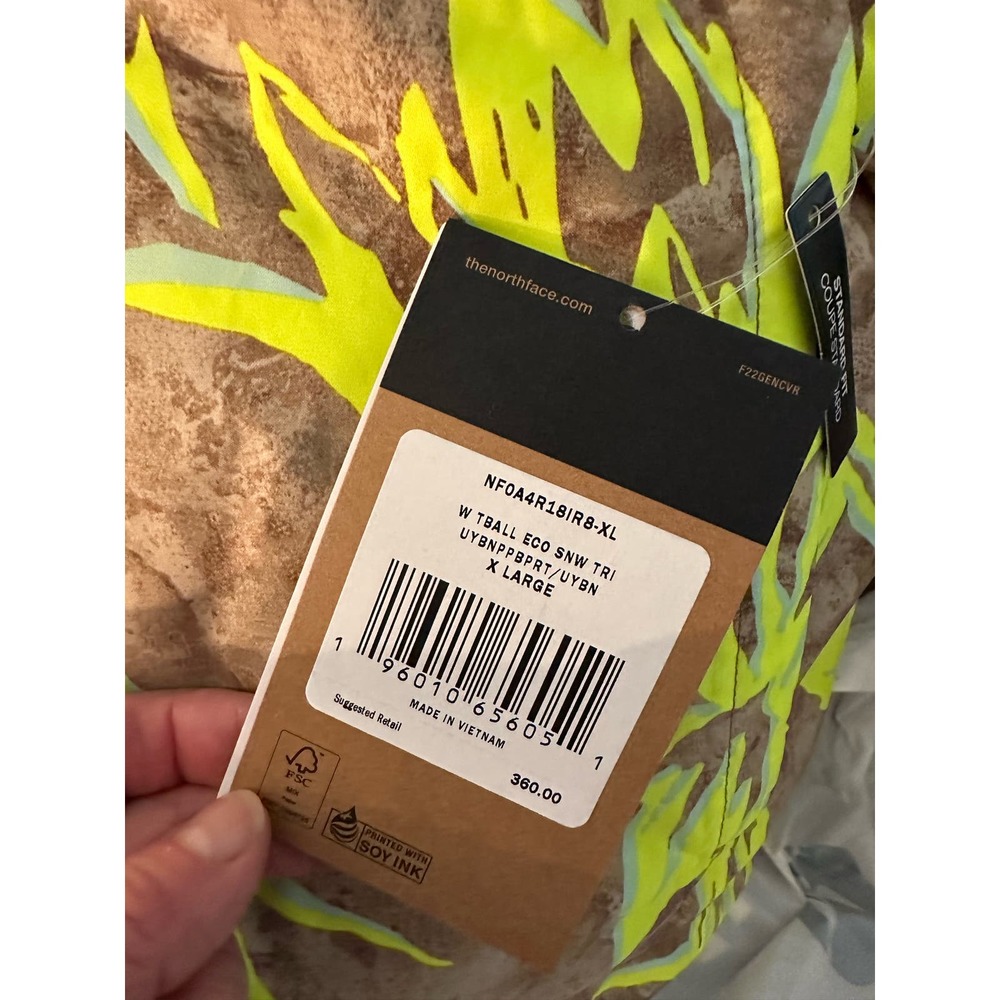 thenorthface.com
F22GENCVR
STANDARD FIT
NF0A4R18IR8-XL
W TBALL ECO SNW TRI
UYBNPPBPRT/UYBN
X LARGE
1 96010 65605 1
MADE IN VIETNAM
Suggested Retail
360.00
FSC
PRINTED WITH
SOY INK